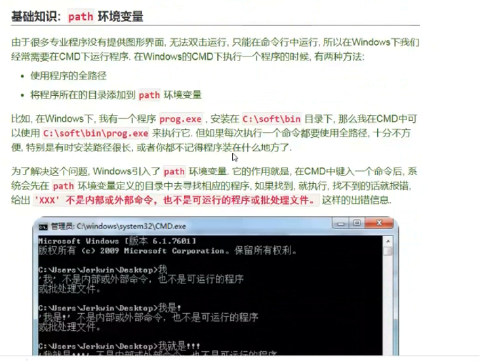 基础知识: path 环境变量
由于很多专业程序没有提供图形界面, 无法双击运行, 只能在命令行中运行, 所以在Windows下我们
经常需要在CMD下运行程序. 在Windows的CMD下执行一个程序的时候, 有两种方法:
• 使用程序的全路径
• 将程序所在的目录添加到 path 环境变量
比如, 在Windows下, 我有一个程序 prog.exe , 安装在 C:\soft\bin 目录下, 那么我在CMD中可
以使用 C:\soft\bin\prog.exe 来执行它. 但如果每次执行一个命令都要使用全路径, 十分不方
便, 特别是有时安装路径很长, 或者你都不记得程序装在什么地方了.
为了解决这个问题, Windows引入了 path 环境变量. 它的作用就是, 在CMD中键入一个命令后, 系
统会先在 path 环境变量定义的目录中去寻找相应的程序, 如果找到, 就执行, 找不到的话就报错,
给出 'XXX' 不是内部或外部命令，也不是可运行的程序或批处理文件。 这样的出错信息.
管理员: C:\windows\system32\CMD.exe
Microsoft Windows [版本 6.1.7601]
版权所有 (c) 2009 Microsoft Corporation。保留所有权利。
C:\Users\Jerkwin\Desktop>我
'我' 不是内部或外部命令，也不是可运行的程序
或批处理文件。
C:\Users\Jerkwin\Desktop>我是!
'我是!' 不是内部或外部命令，也不是可运行的程序
或批处理文件。
C:\Users\Jerkwin\Desktop>我就是!!!